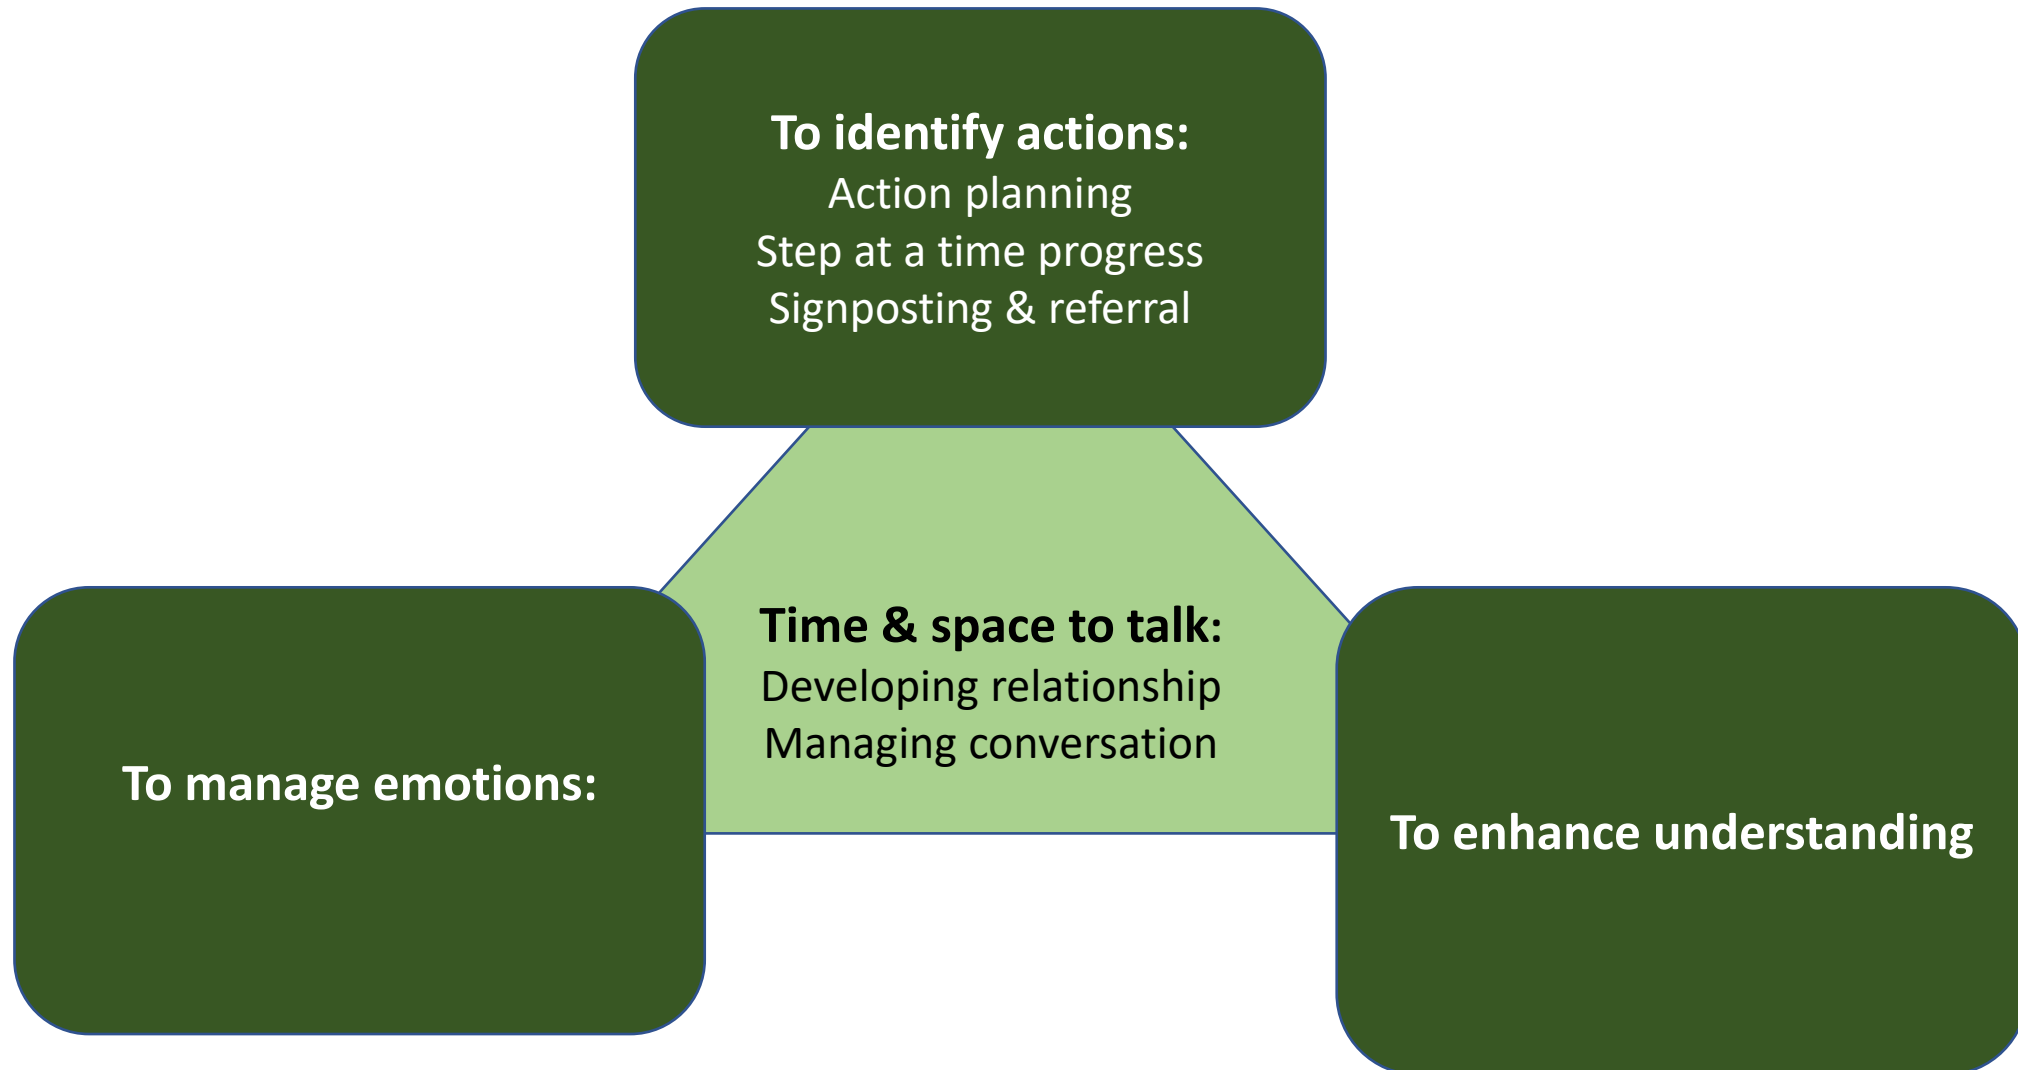 To identify actions:
Action planning
Step at a time progress
Signposting & referral
Time & space to talk:
Developing relationship
Managing conversation
To manage emotions:
To enhance understanding